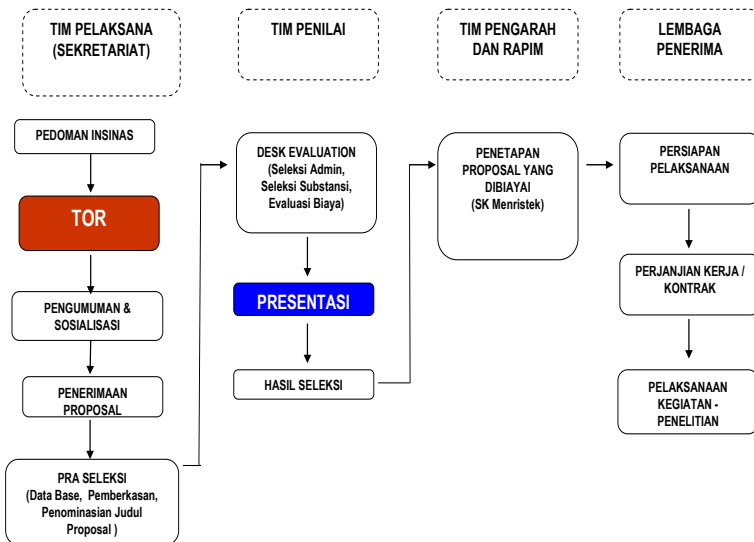 TIM PELAKSANA
(SEKRETARIAT)
TIM PENILAI
TIM PENGARAH
DAN RAPIM
LEMBAGA
PENERIMA
PEDOMAN INSINAS
TOR
PENGUMUMAN &
SOSIALISASI
PENERIMAAN
PROPOSAL
PRA SELEKSI
(Data Base, Pemberkasan,
Penominasian Judul
Proposal )
DESK EVALUATION
(Seleksi Admin,
Seleksi Substansi,
Evaluasi Biaya)
PRESENTASI
HASIL SELEKSI
PENETAPAN
PROPOSAL YANG
DIBIAYAI
(SK Menristek)
PERSIAPAN
PELAKSANAAN
PERJANJIAN KERJA /
KONTRAK
PELAKSANAAN
KEGIATAN -
PENELITIAN